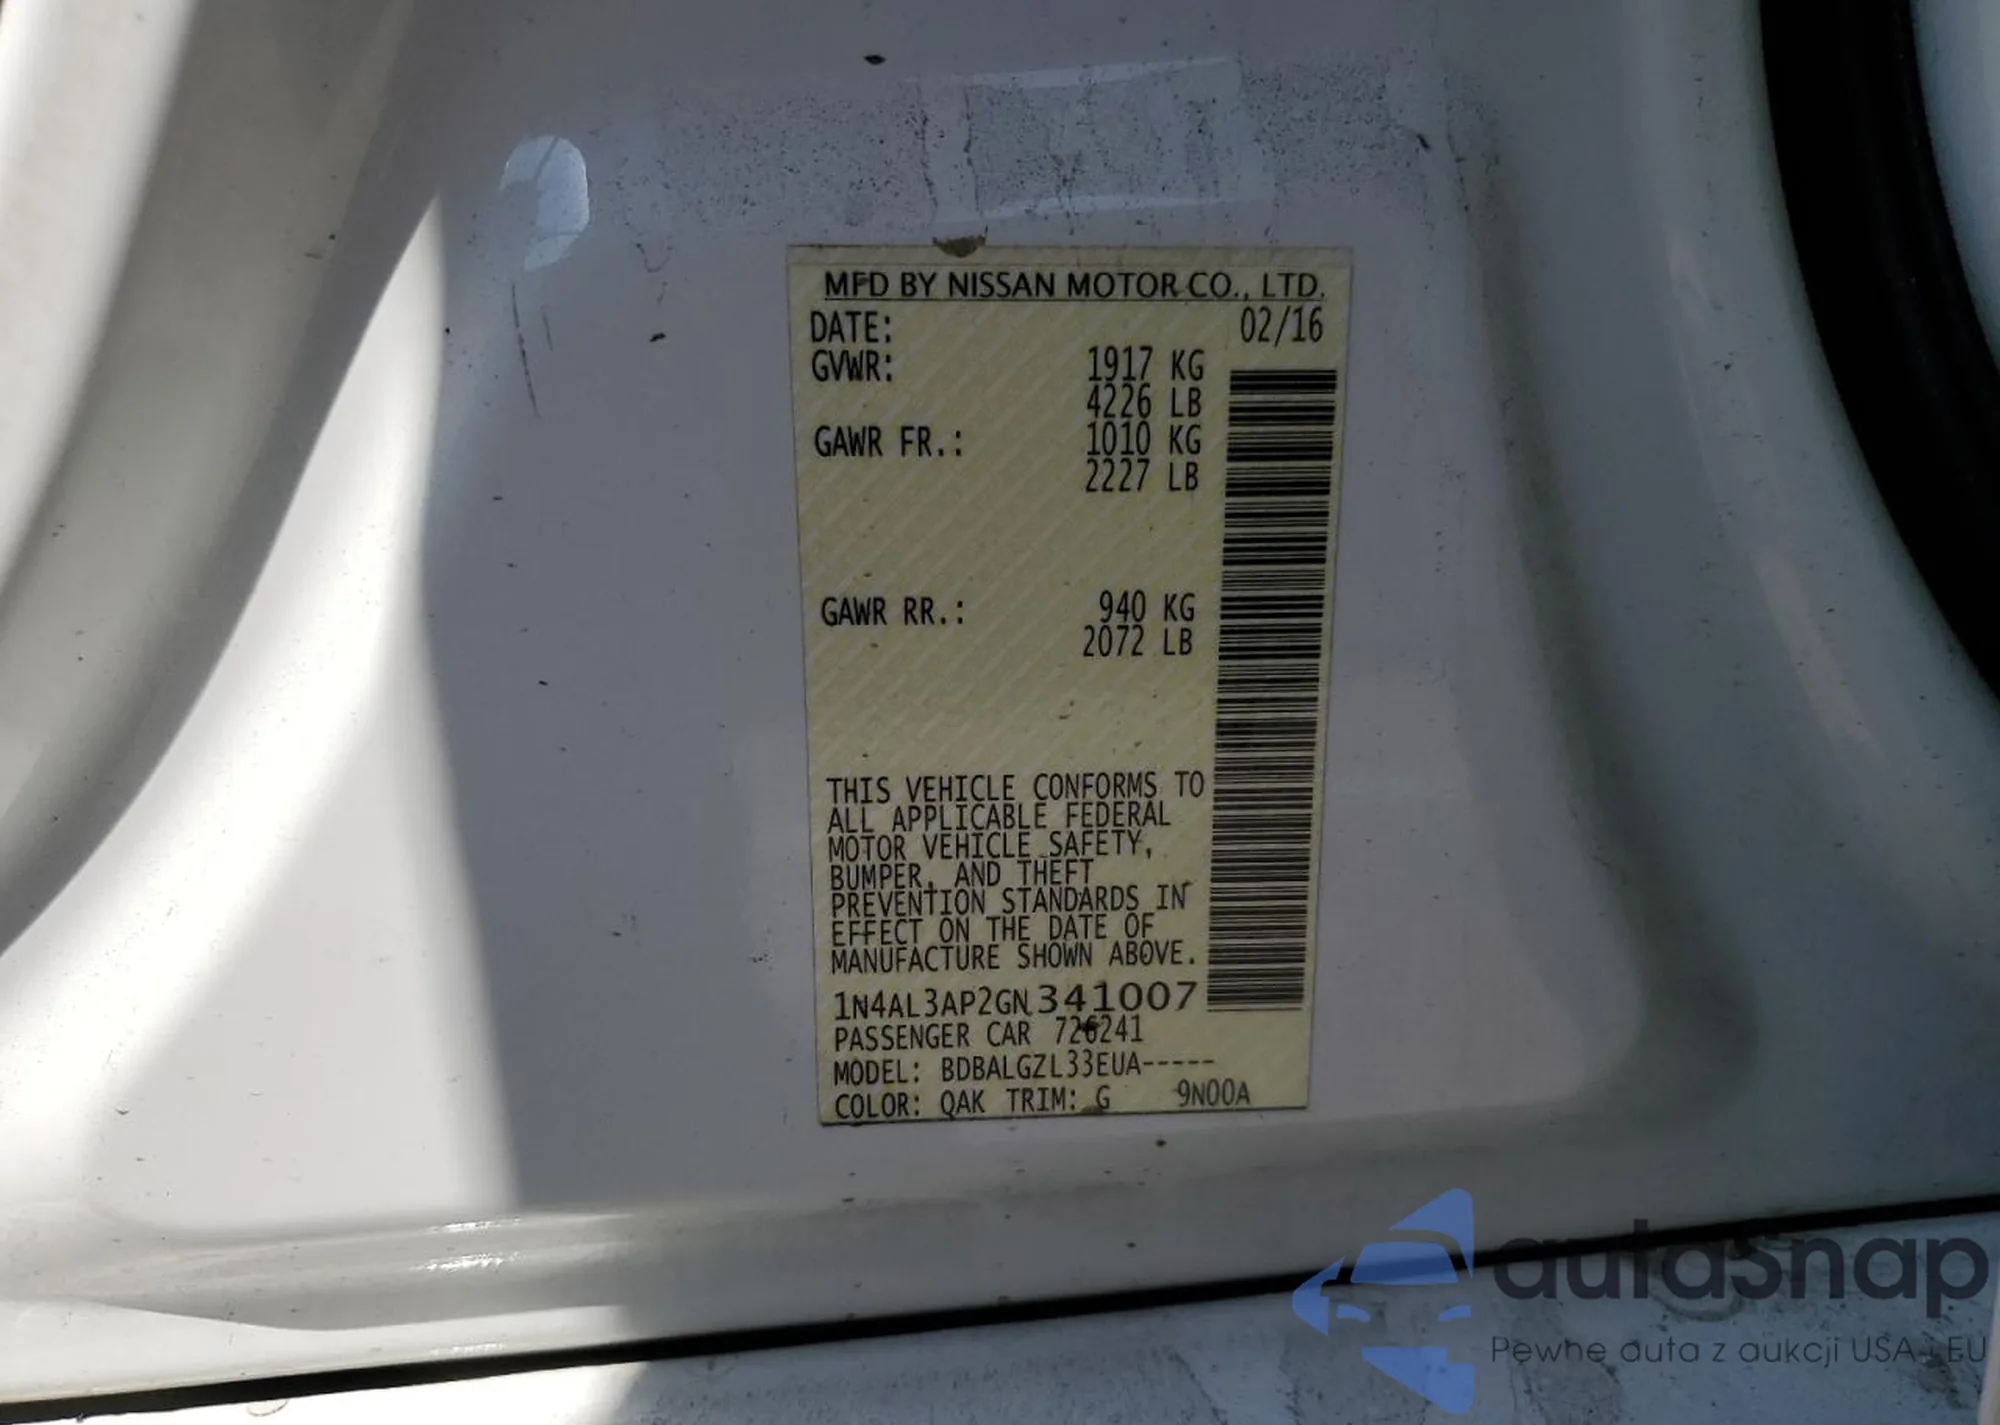 MFD BY NISSAN MOTOR CO., LTD.
DATE: 02/16
GVWR: 1917 KG
4226 LB
GAWR FR.: 1010 KG
2227 LB
GAWR RR.: 940 KG
2072 LB
THIS VEHICLE CONFORMS TO
ALL APPLICABLE FEDERAL
MOTOR VEHICLE SAFETY,
BUMPER, AND THEFT
PREVENTION STANDARDS IN
EFFECT ON THE DATE OF
MANUFACTURE SHOWN ABOVE.
1N4AL3AP2GN341007
PASSENGER CAR 726241
MODEL: BDBALGZL33EUA-----
COLOR: QAK TRIM: G 9N00A
autasnap
Pewne auta z aukcji USA i EU